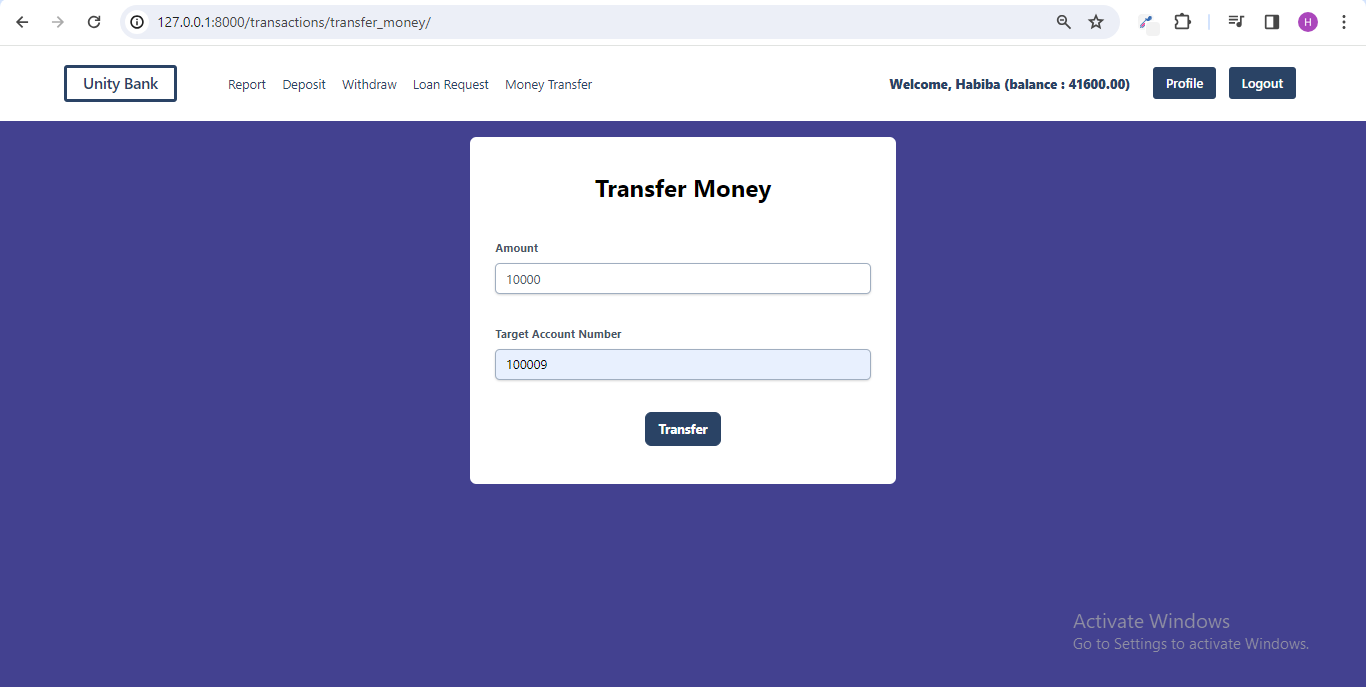 127.0.0.1:8000/transactions/transfer_money/
H
Unity Bank
Report Deposit Withdraw Loan Request Money Transfer
Welcome, Habiba (balance : 41600.00)
Profile
Logout
Transfer Money
Amount
10000
Target Account Number
100009
Transfer
Activate Windows
Go to Settings to activate Windows.